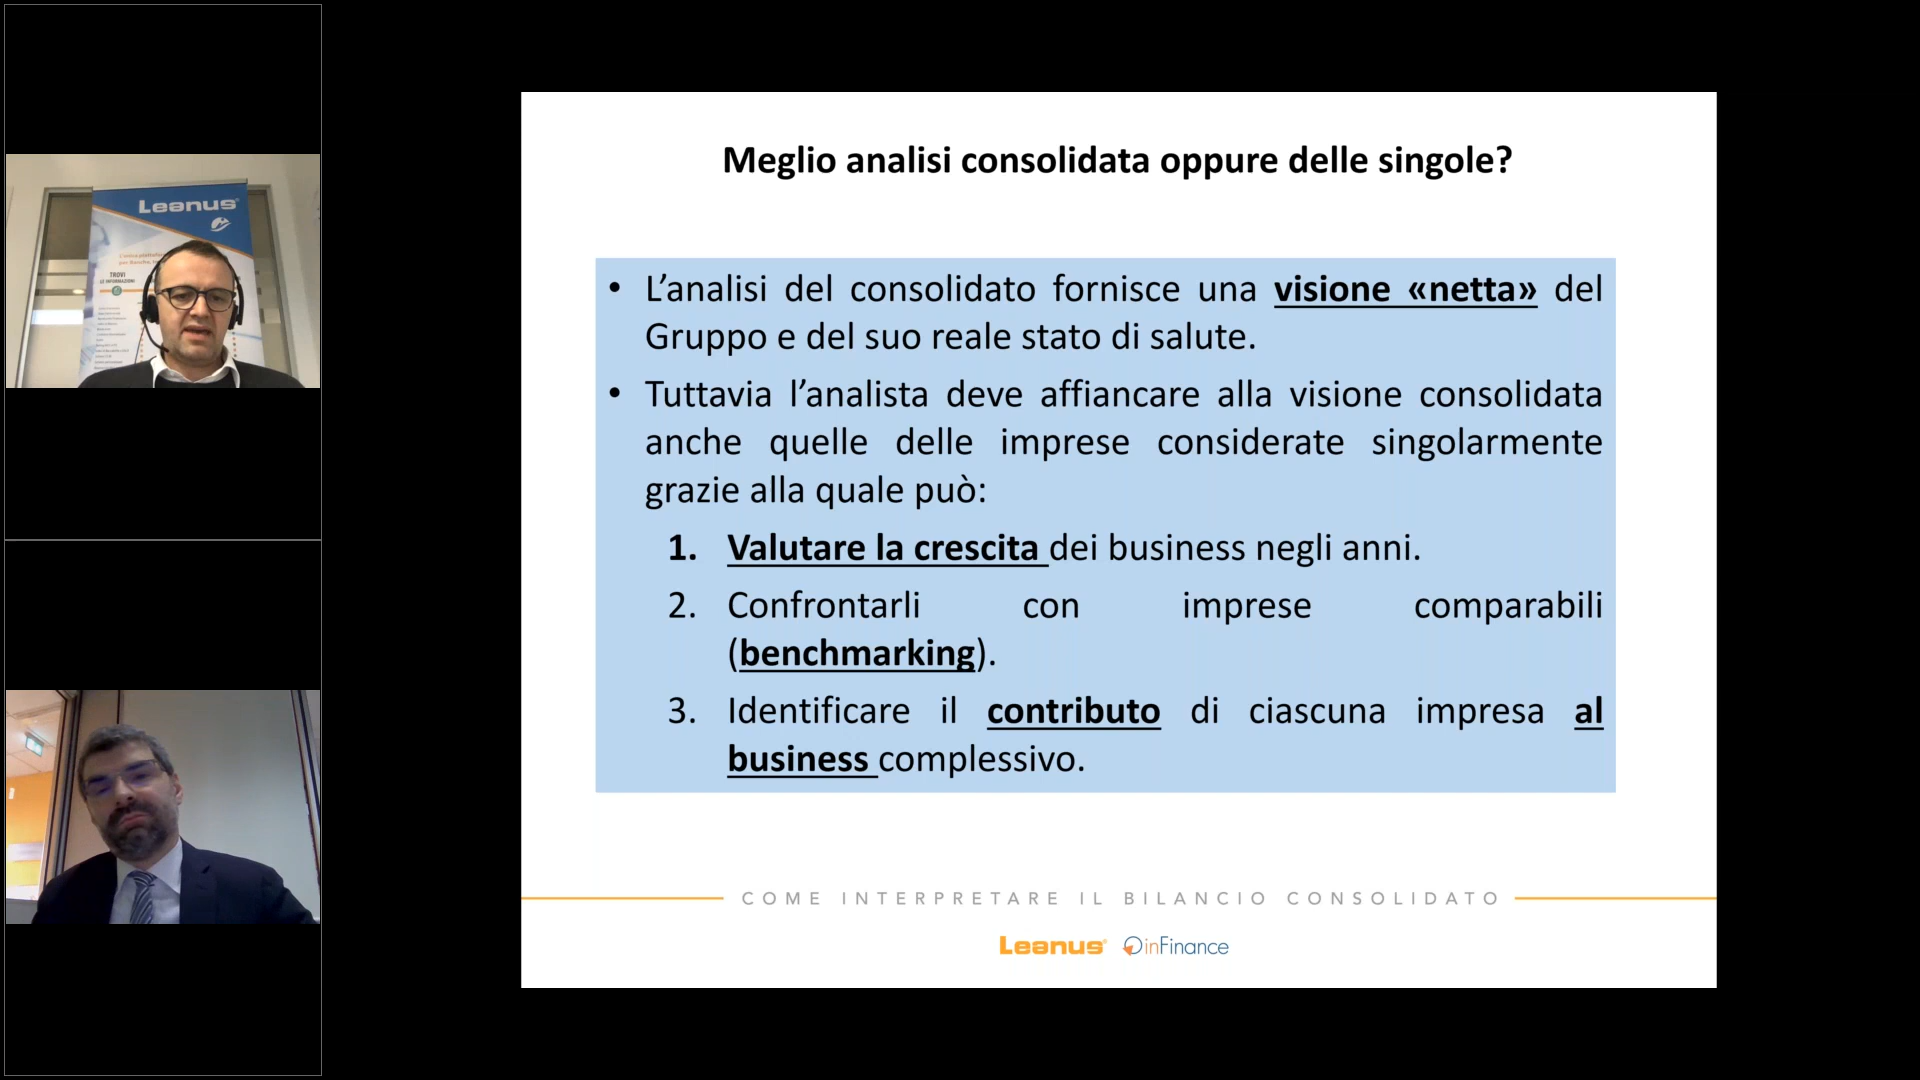 Leanus
TROVI
LE INFORMAZIONI
Meglio analisi consolidata oppure delle singole?
• L’analisi del consolidato fornisce una visione «netta» del
Gruppo e del suo reale stato di salute.
• Tuttavia l’analista deve affiancare alla visione consolidata
anche quelle delle imprese considerate singolarmente
grazie alla quale può:
1. Valutare la crescita dei business negli anni.
2. Confrontarli con imprese comparabili
(benchmarking).
3. Identificare il contributo di ciascuna impresa al
business complessivo.
COME INTERPRETARE IL BILANCIO CONSOLIDATO
Leanus inFinance